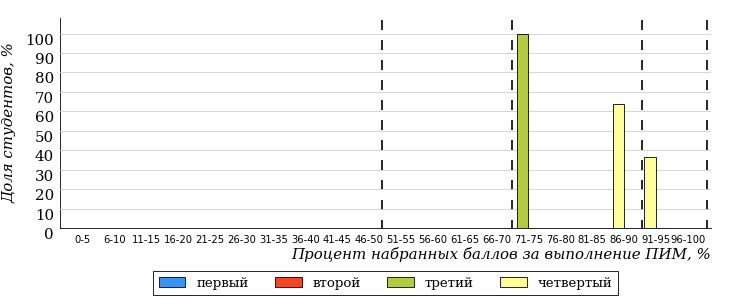 Доля студентов, %
100
90
80
70
60
50
40
30
20
10
0
0-5 6-10 11-15 16-20 21-25 26-30 31-35 36-40 41-45 46-50 51-55 56-60 61-65 66-70 71-75 76-80 81-85 86-90 91-95 96-100
Процент набранных баллов за выполнение ПИМ, %
первый второй третий четвертый